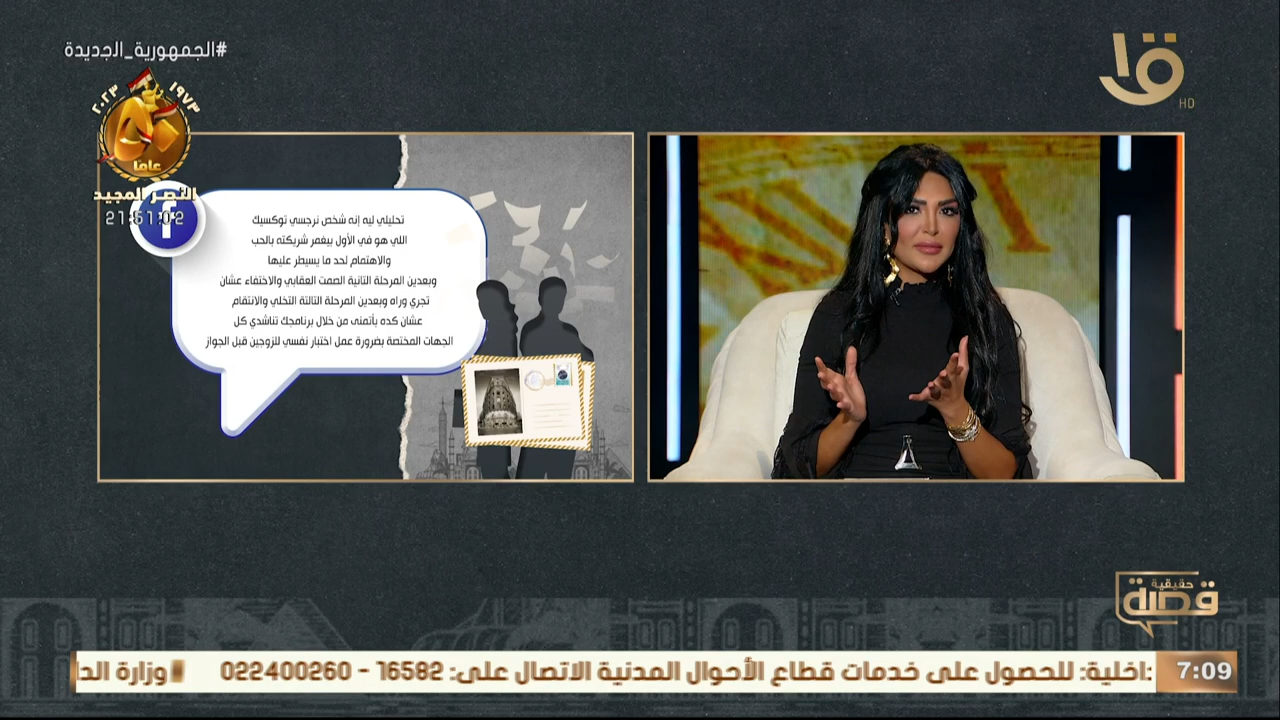 #الجمهورية_الجديدة
HD
١٩٧٣
٢٠٢٣
٥٠
عاما
النصر المجيد
21:51:02
f
تحليلي ليه إنه شخص نرجسي توكسيك
اللي هو في الأول بيغمر شريكته بالحب
والاهتمام لحد ما يسيطر عليها
وبعدين المرحلة التانية الصمت العقابي والاختفاء عشان
تجري وراه وبعدين المرحلة التالتة التخلي والانتقام
عشان كده بأتمنى من خلال برنامجك تناشدي كل
الجهات المختصة بضرورة عمل اختبار نفسي للزوجين قبل الجواز
قصة
حقيقية
7:09
اخلية: للحصول على خدمات قطاع الأحوال المدنية الاتصال على: 16582 - 022400260 وزارة الدا